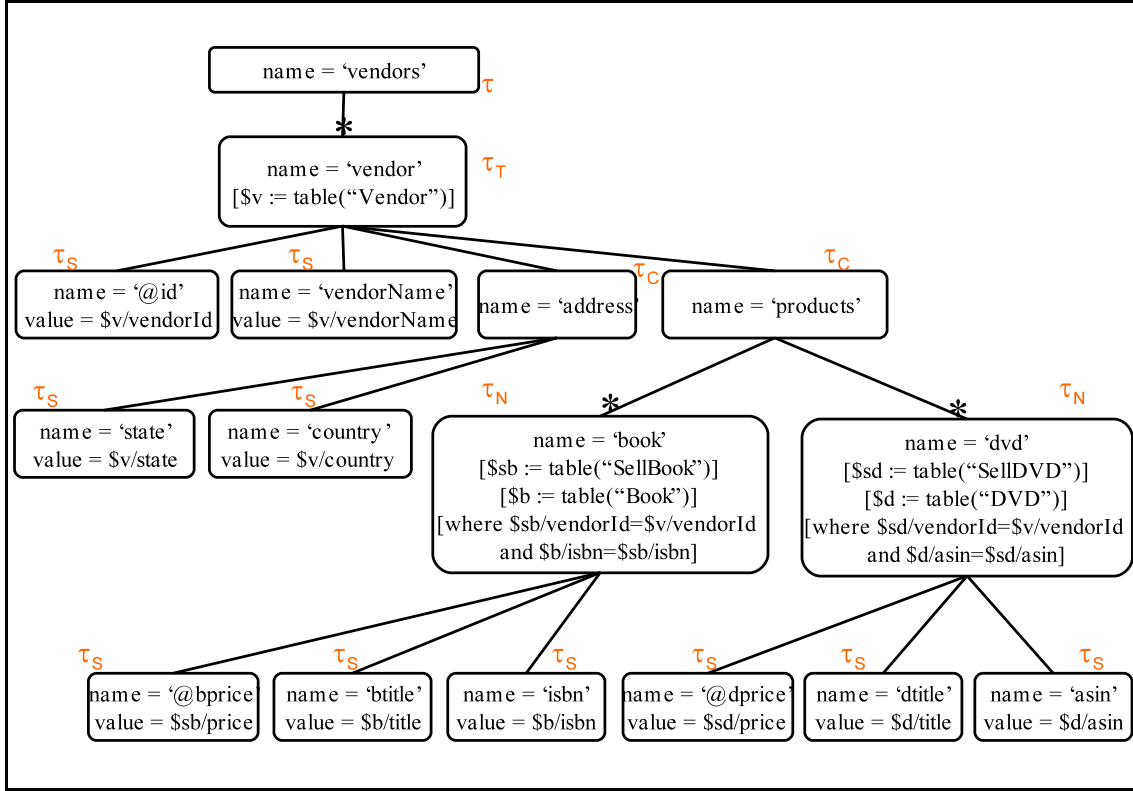 name = ‘vendors’
τ
*
name = ‘vendor’
[$v := table(“Vendor”)]
τT
τS
name = ‘@id’
value = $v/vendorId
τS
name = ‘vendorName’
value = $v/vendorName
τC
name = ‘address’
τC
name = ‘products’
τS
name = ‘state’
value = $v/state
τS
name = ‘country’
value = $v/country
τN
*
name = ‘book’
[$sb := table(“SellBook”)]
[$b := table(“Book”)]
[where $sb/vendorId=$v/vendorId
and $b/isbn=$sb/isbn]
τN
*
name = ‘dvd’
[$sd := table(“SellDVD”)]
[$d := table(“DVD”)]
[where $sd/vendorId=$v/vendorId
and $d/asin=$sd/asin]
τS
name = ‘@bprice’
value = $sb/price
τS
name = ‘btitle’
value = $b/title
τS
name = ‘isbn’
value = $b/isbn
τS
name = ‘@dprice’
value = $sd/price
τS
name = ‘dtitle’
value = $d/title
τS
name = ‘asin’
value = $d/asin